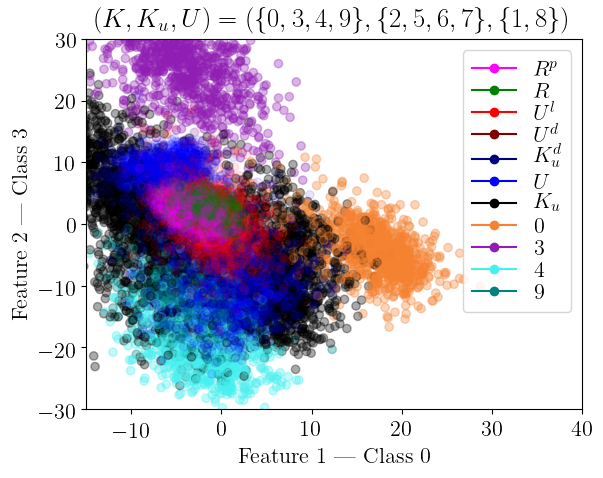 (K, K_u, U) = ({0, 3, 4, 9}, {2, 5, 6, 7}, {1, 8})
30
20
10
0
−10
−20
−30
−10
0
10
20
30
40
Feature 2 — Class 3
Feature 1 — Class 0
R^p
R
U^l
U^d
K_u^d
U
K_u
0
3
4
9